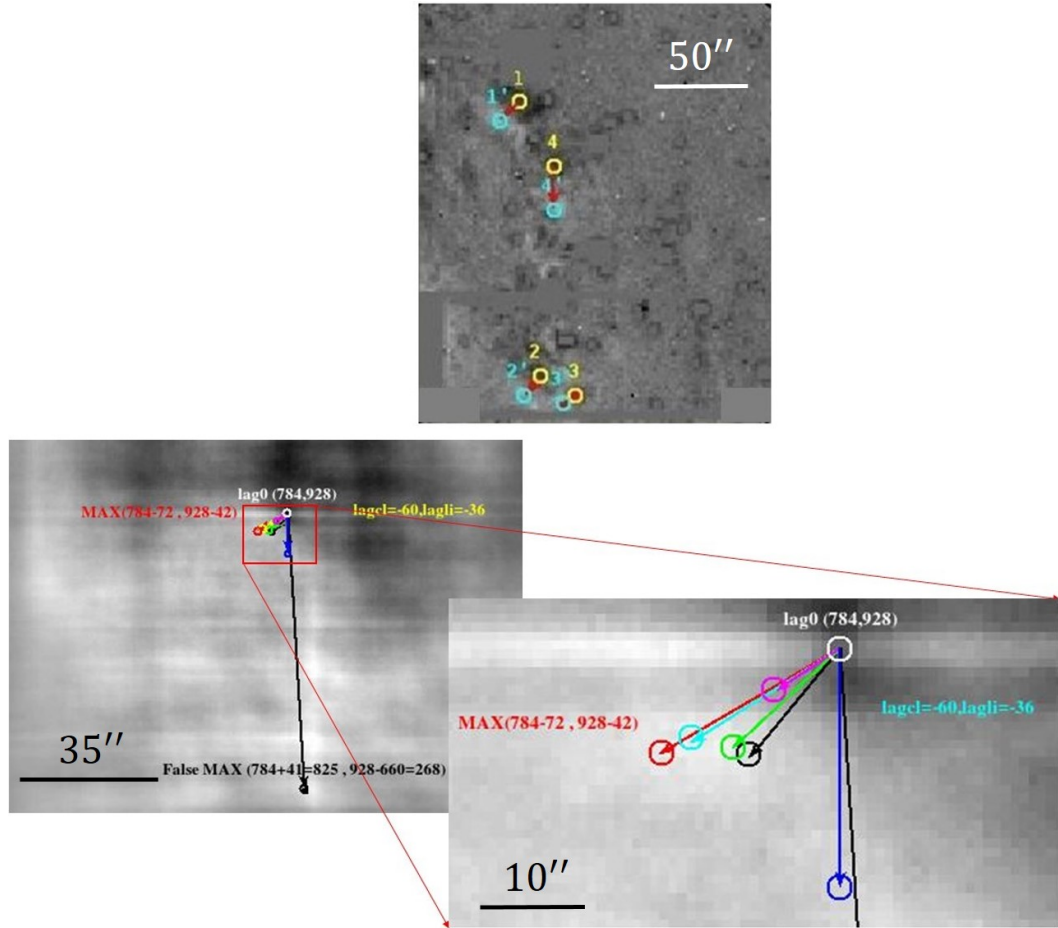 50′′
1
1'
4
4'
2
2'
3'
3
lag0 (784,928)
MAX(784-72 , 928-42)
lagcl=-60,lagli=-36
35′′
False MAX (784+41=825 , 928-660=268)
lag0 (784,928)
lagcl=-60,lagli=-36
MAX(784-72 , 928-42)
10′′